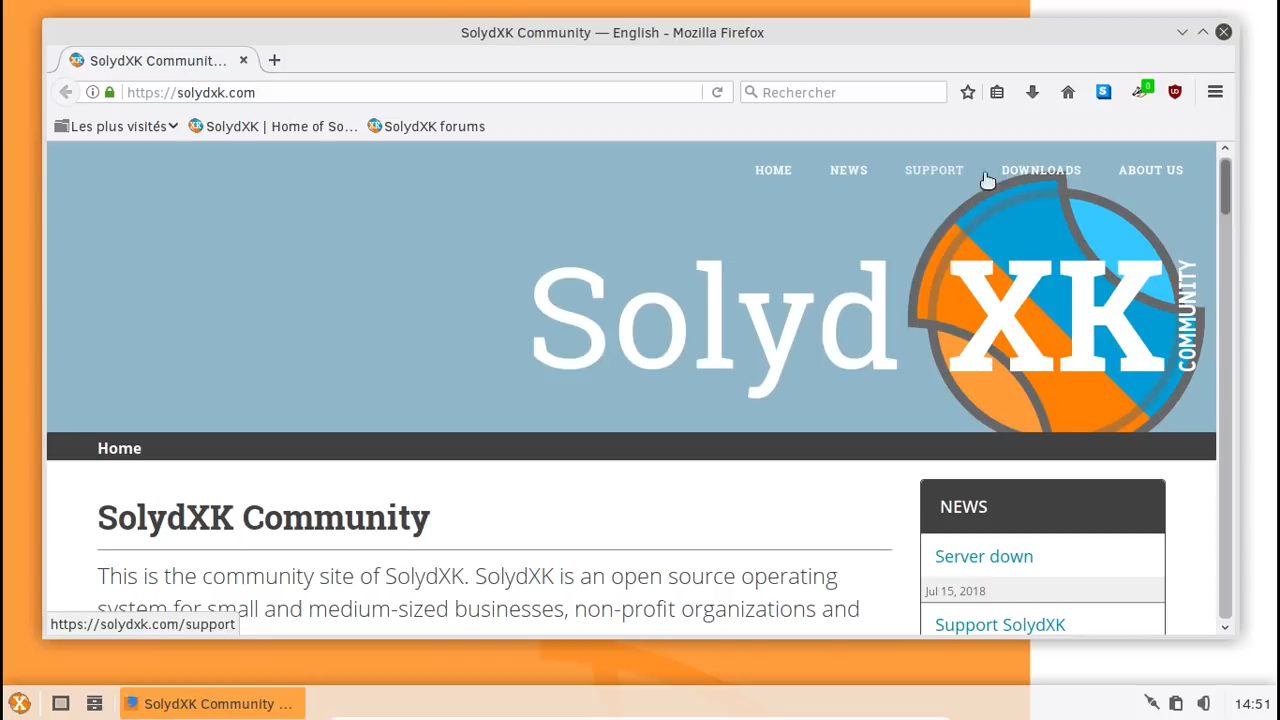 SolydXK Community — English - Mozilla Firefox
SolydXK Communit...
https://solydxk.com
Rechercher
S
0
Les plus visités
SolydXK | Home of So...
SolydXK forums
HOME NEWS SUPPORT DOWNLOADS ABOUT US
SolydXK
COMMUNITY
Home
SolydXK Community
This is the community site of SolydXK. SolydXK is an open source operating
system for small and medium-sized businesses, non-profit organizations and
NEWS
Server down
Jul 15, 2018
Support SolydXK
https://solydxk.com/support
X
SolydXK Community ...
14:51